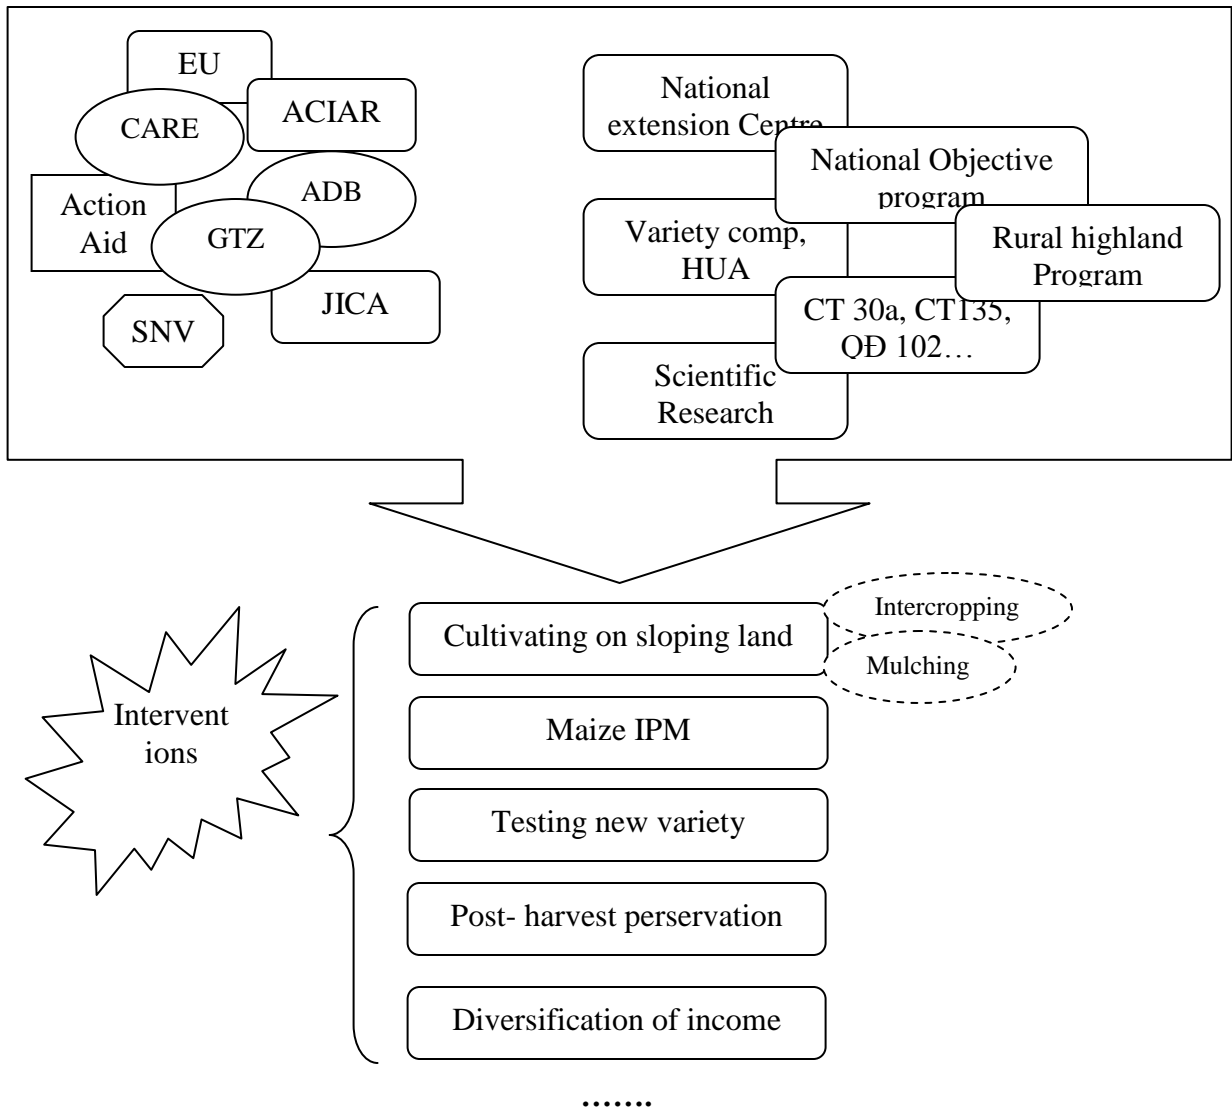 EU
CARE
ACIAR
Action
Aid
ADB
GTZ
SNV
JICA
National
extension Centre
National Objective
program
Variety comp,
HUA
Rural highland
Program
CT 30a, CT135,
QĐ 102…
Scientific
Research
Cultivating on sloping land
Intercropping
Mulching
Intervent
ions
Maize IPM
Testing new variety
Post- harvest perservation
Diversification of income
…….